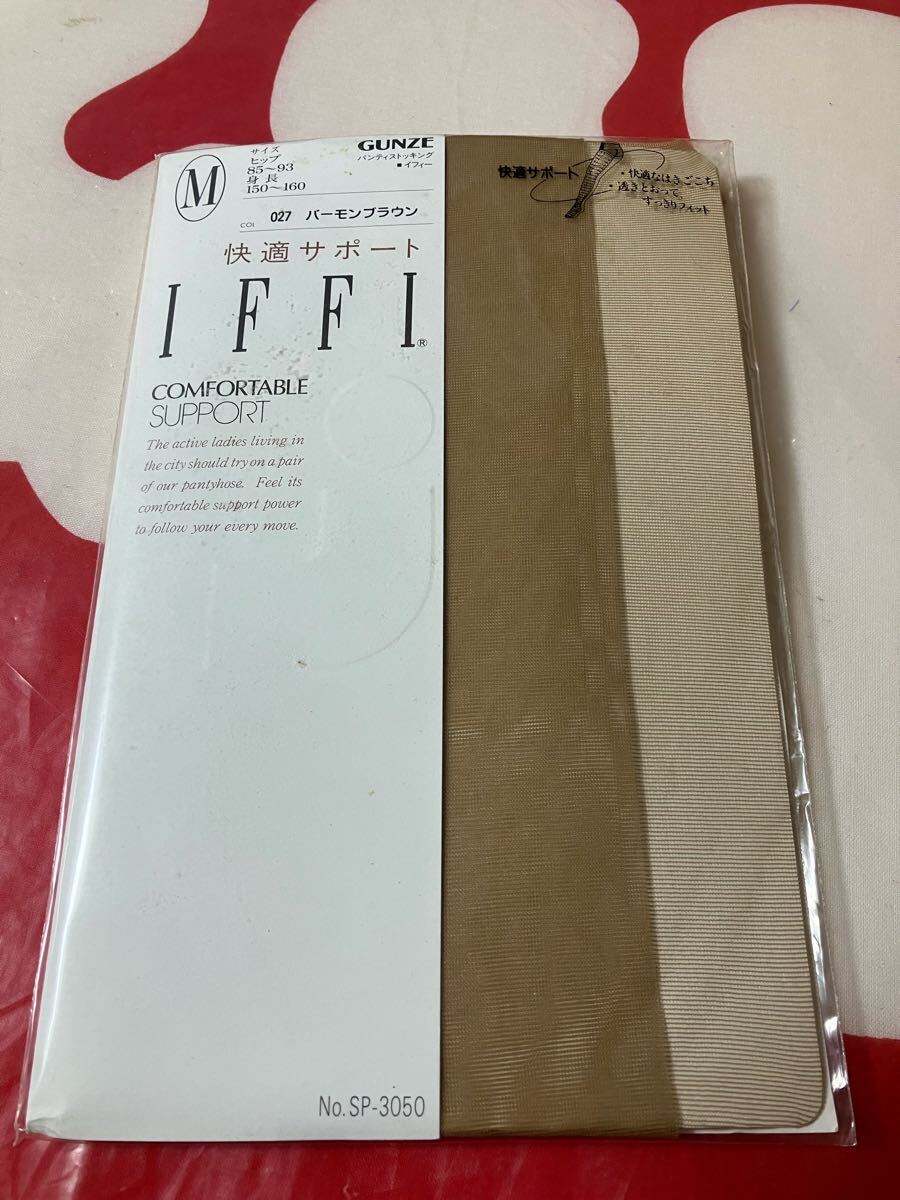 M
サイズ
ヒップ
85～93
身長
150～160
GUNZE
パンティストッキング
■イフィー
COL 027 バーモンブラウン
快適サポート
IFFI®
COMFORTABLE
SUPPORT
The active ladies living in
the city should try on a pair
of our pantyhose. Feel its
comfortable support power
to follow your every move.
No. SP-3050
快適サポート
・快適なはきごこち
・透きとおって、
すっきりフィット